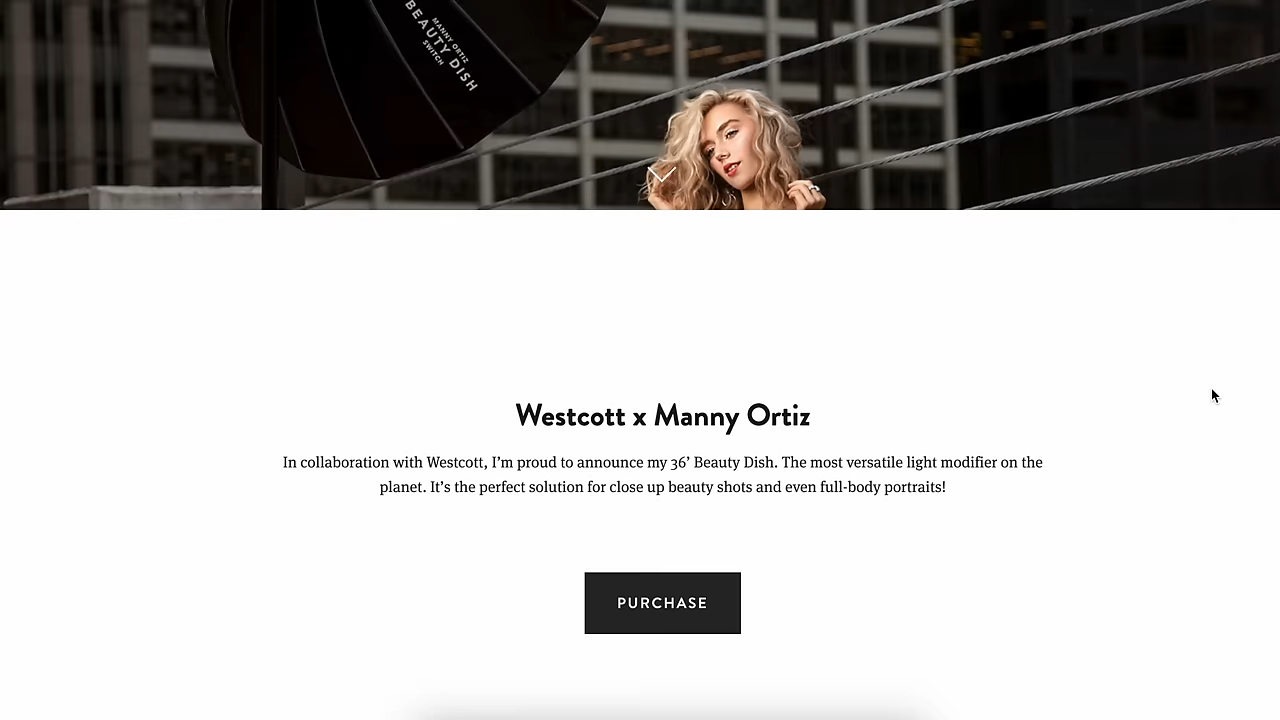 MANNY ORTIZ
BEAUTY DISH
SWITCH
Westcott x Manny Ortiz
In collaboration with Westcott, I’m proud to announce my 36’ Beauty Dish. The most versatile light modifier on the
planet. It’s the perfect solution for close up beauty shots and even full-body portraits!
PURCHASE